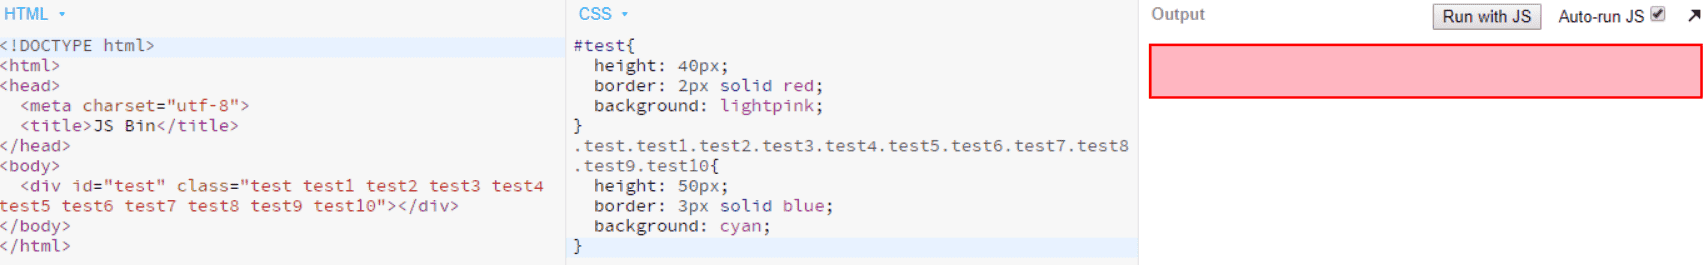 HTML
<!DOCTYPE html>
<html>
<head>
  <meta charset="utf-8">
  <title>JS Bin</title>
</head>
<body>
  <div id="test" class="test test1 test2 test3 test4
test5 test6 test7 test8 test9 test10"></div>
</body>
</html>
CSS
#test{
  height: 40px;
  border: 2px solid red;
  background: lightpink;
}
.test.test1.test2.test3.test4.test5.test6.test7.test8
.test9.test10{
  height: 50px;
  border: 3px solid blue;
  background: cyan;
}
Output
Run with JS
Auto-run JS